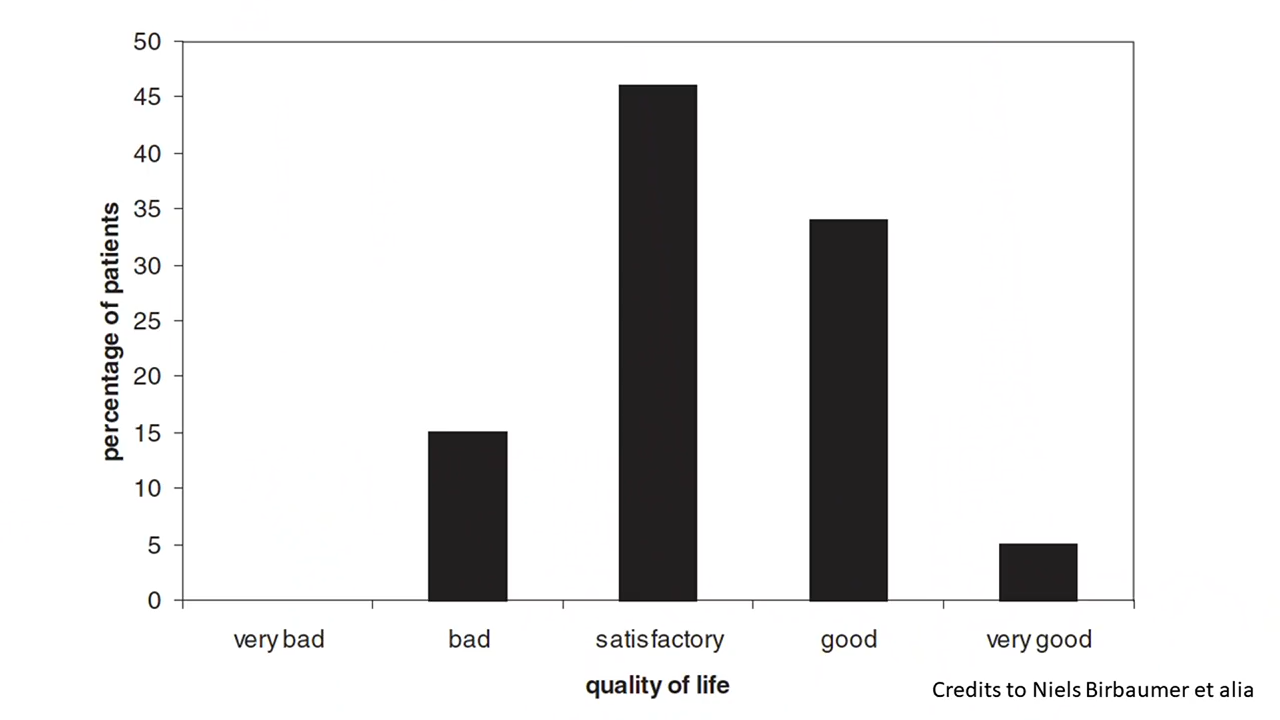 50
45
40
35
30
25
20
15
10
5
0
percentage of patients
very bad bad satisfactory good very good
quality of life
Credits to Niels Birbaumer et alia